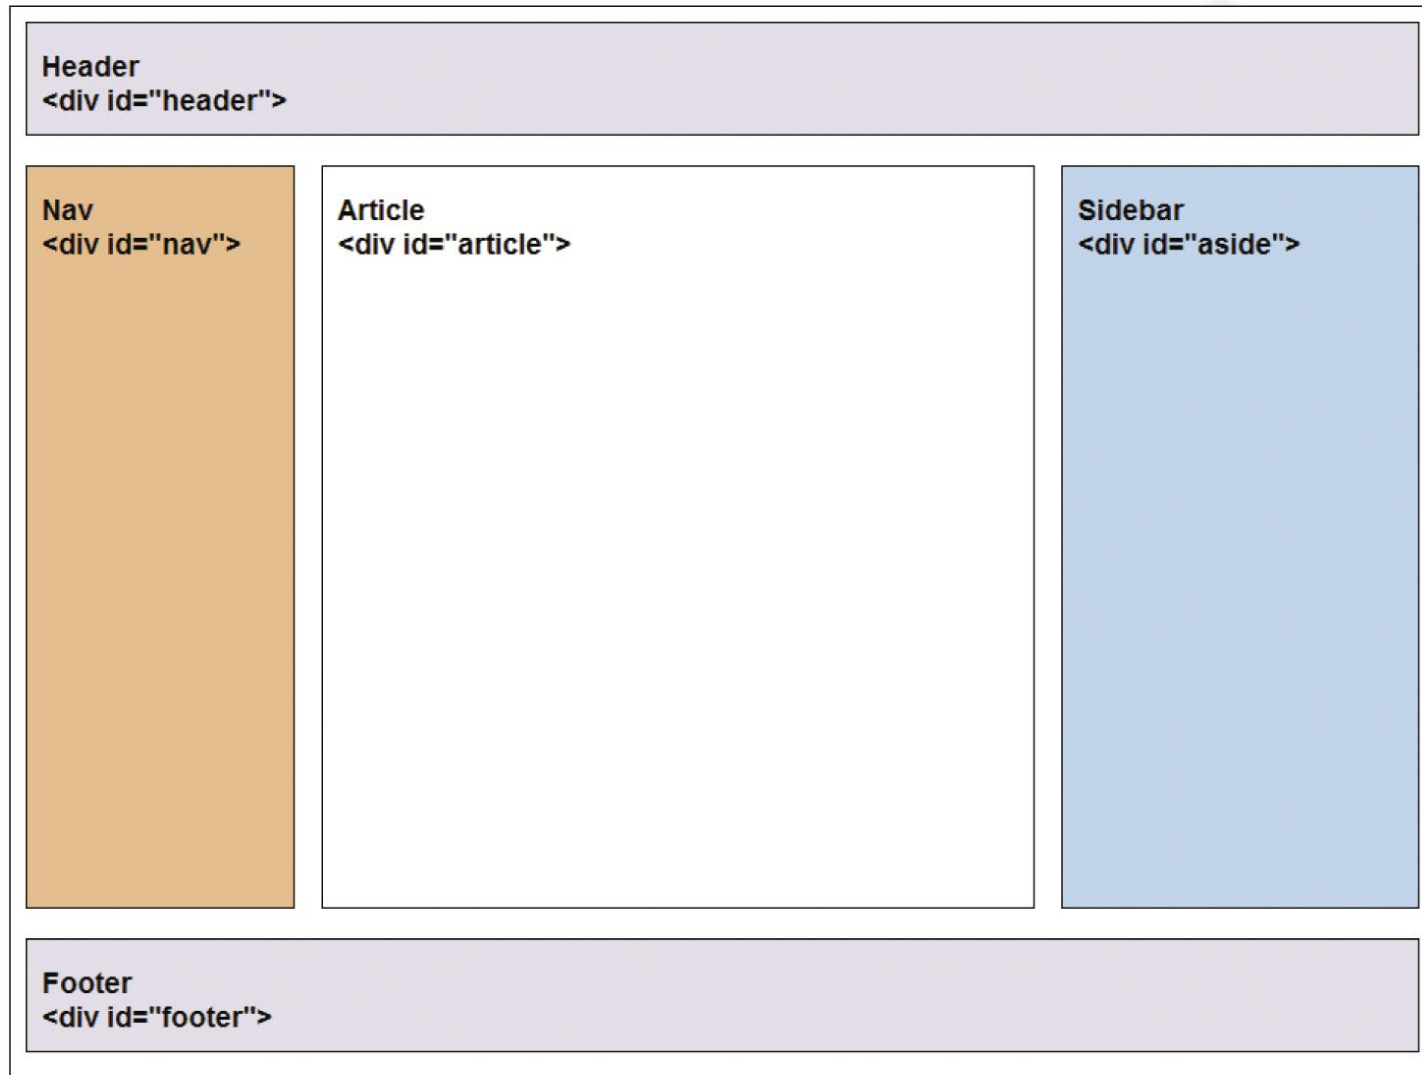 Header
<div id="header">
Nav
<div id="nav">
Article
<div id="article">
Sidebar
<div id="aside">
Footer
<div id="footer">